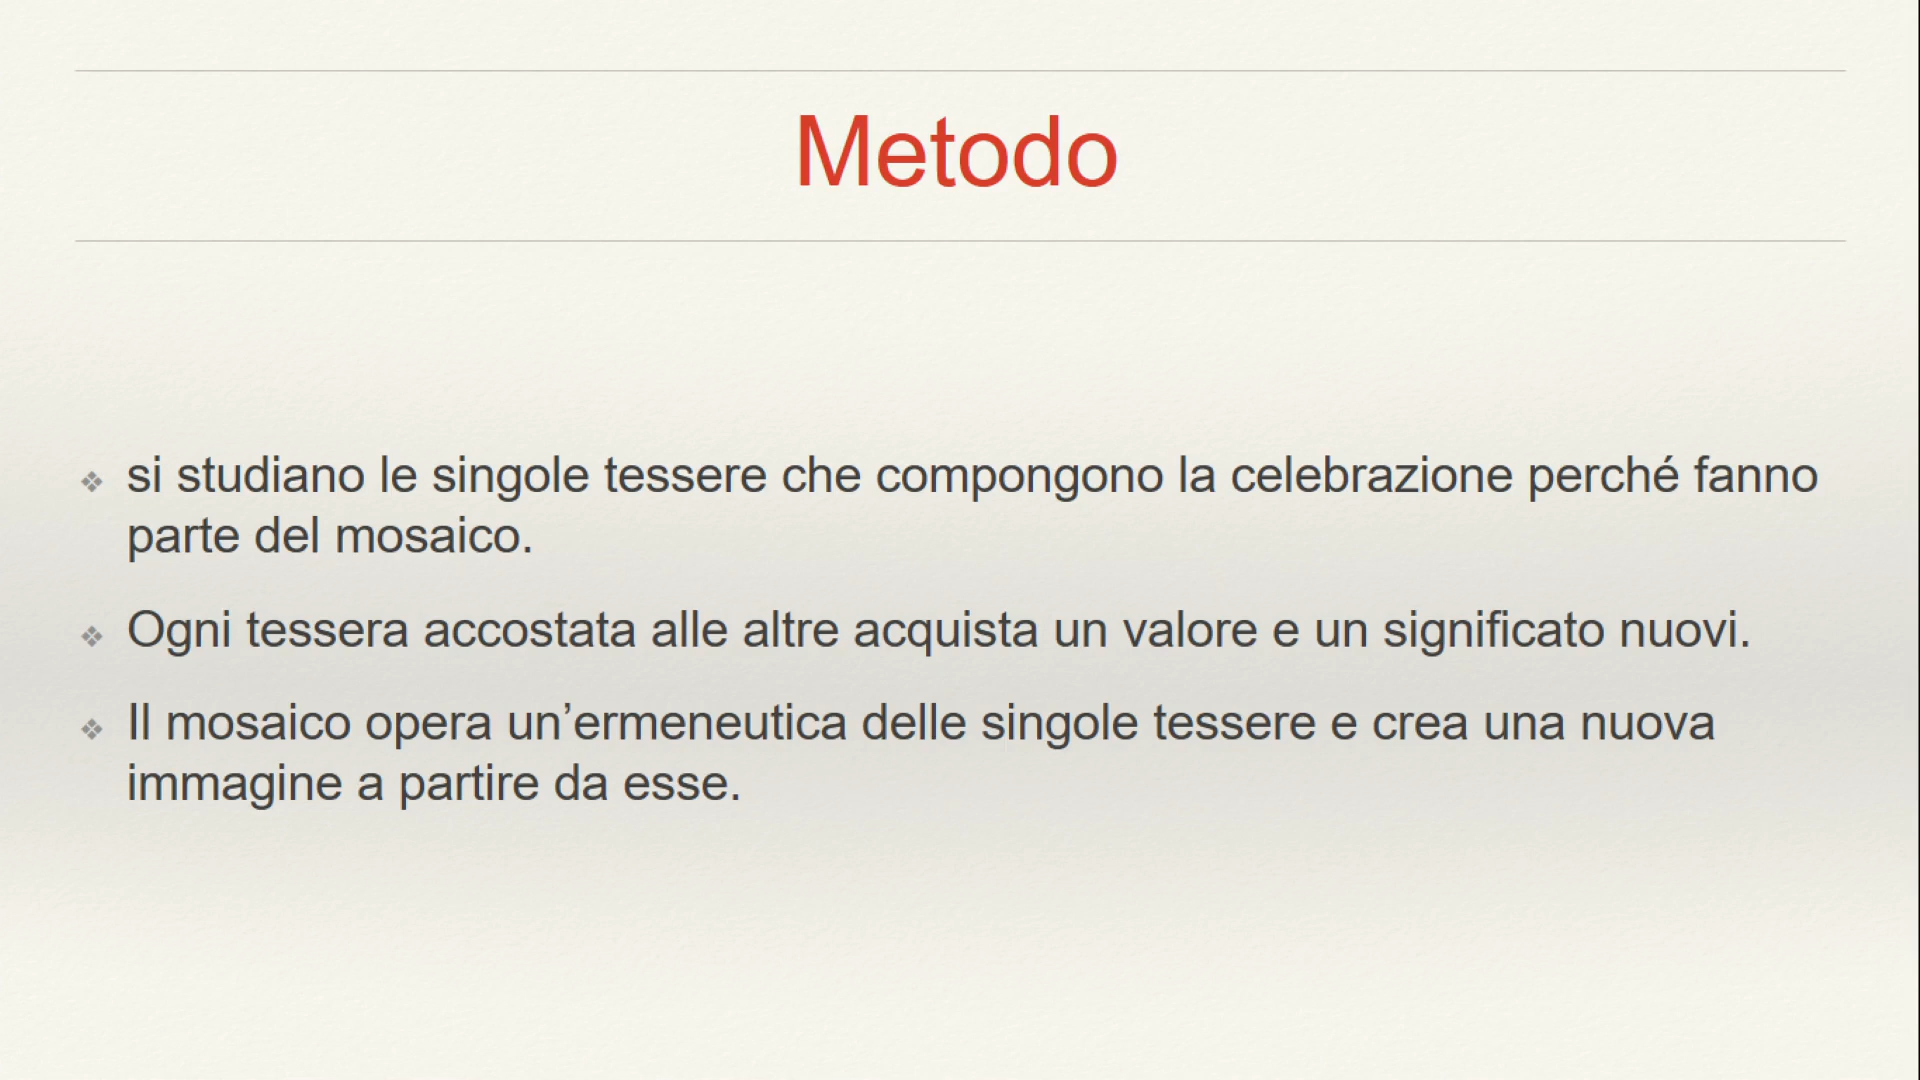 Metodo
❖ si studiano le singole tessere che compongono la celebrazione perché fanno
parte del mosaico.
❖ Ogni tessera accostata alle altre acquista un valore e un significato nuovi.
❖ Il mosaico opera un’ermeneutica delle singole tessere e crea una nuova
immagine a partire da esse.